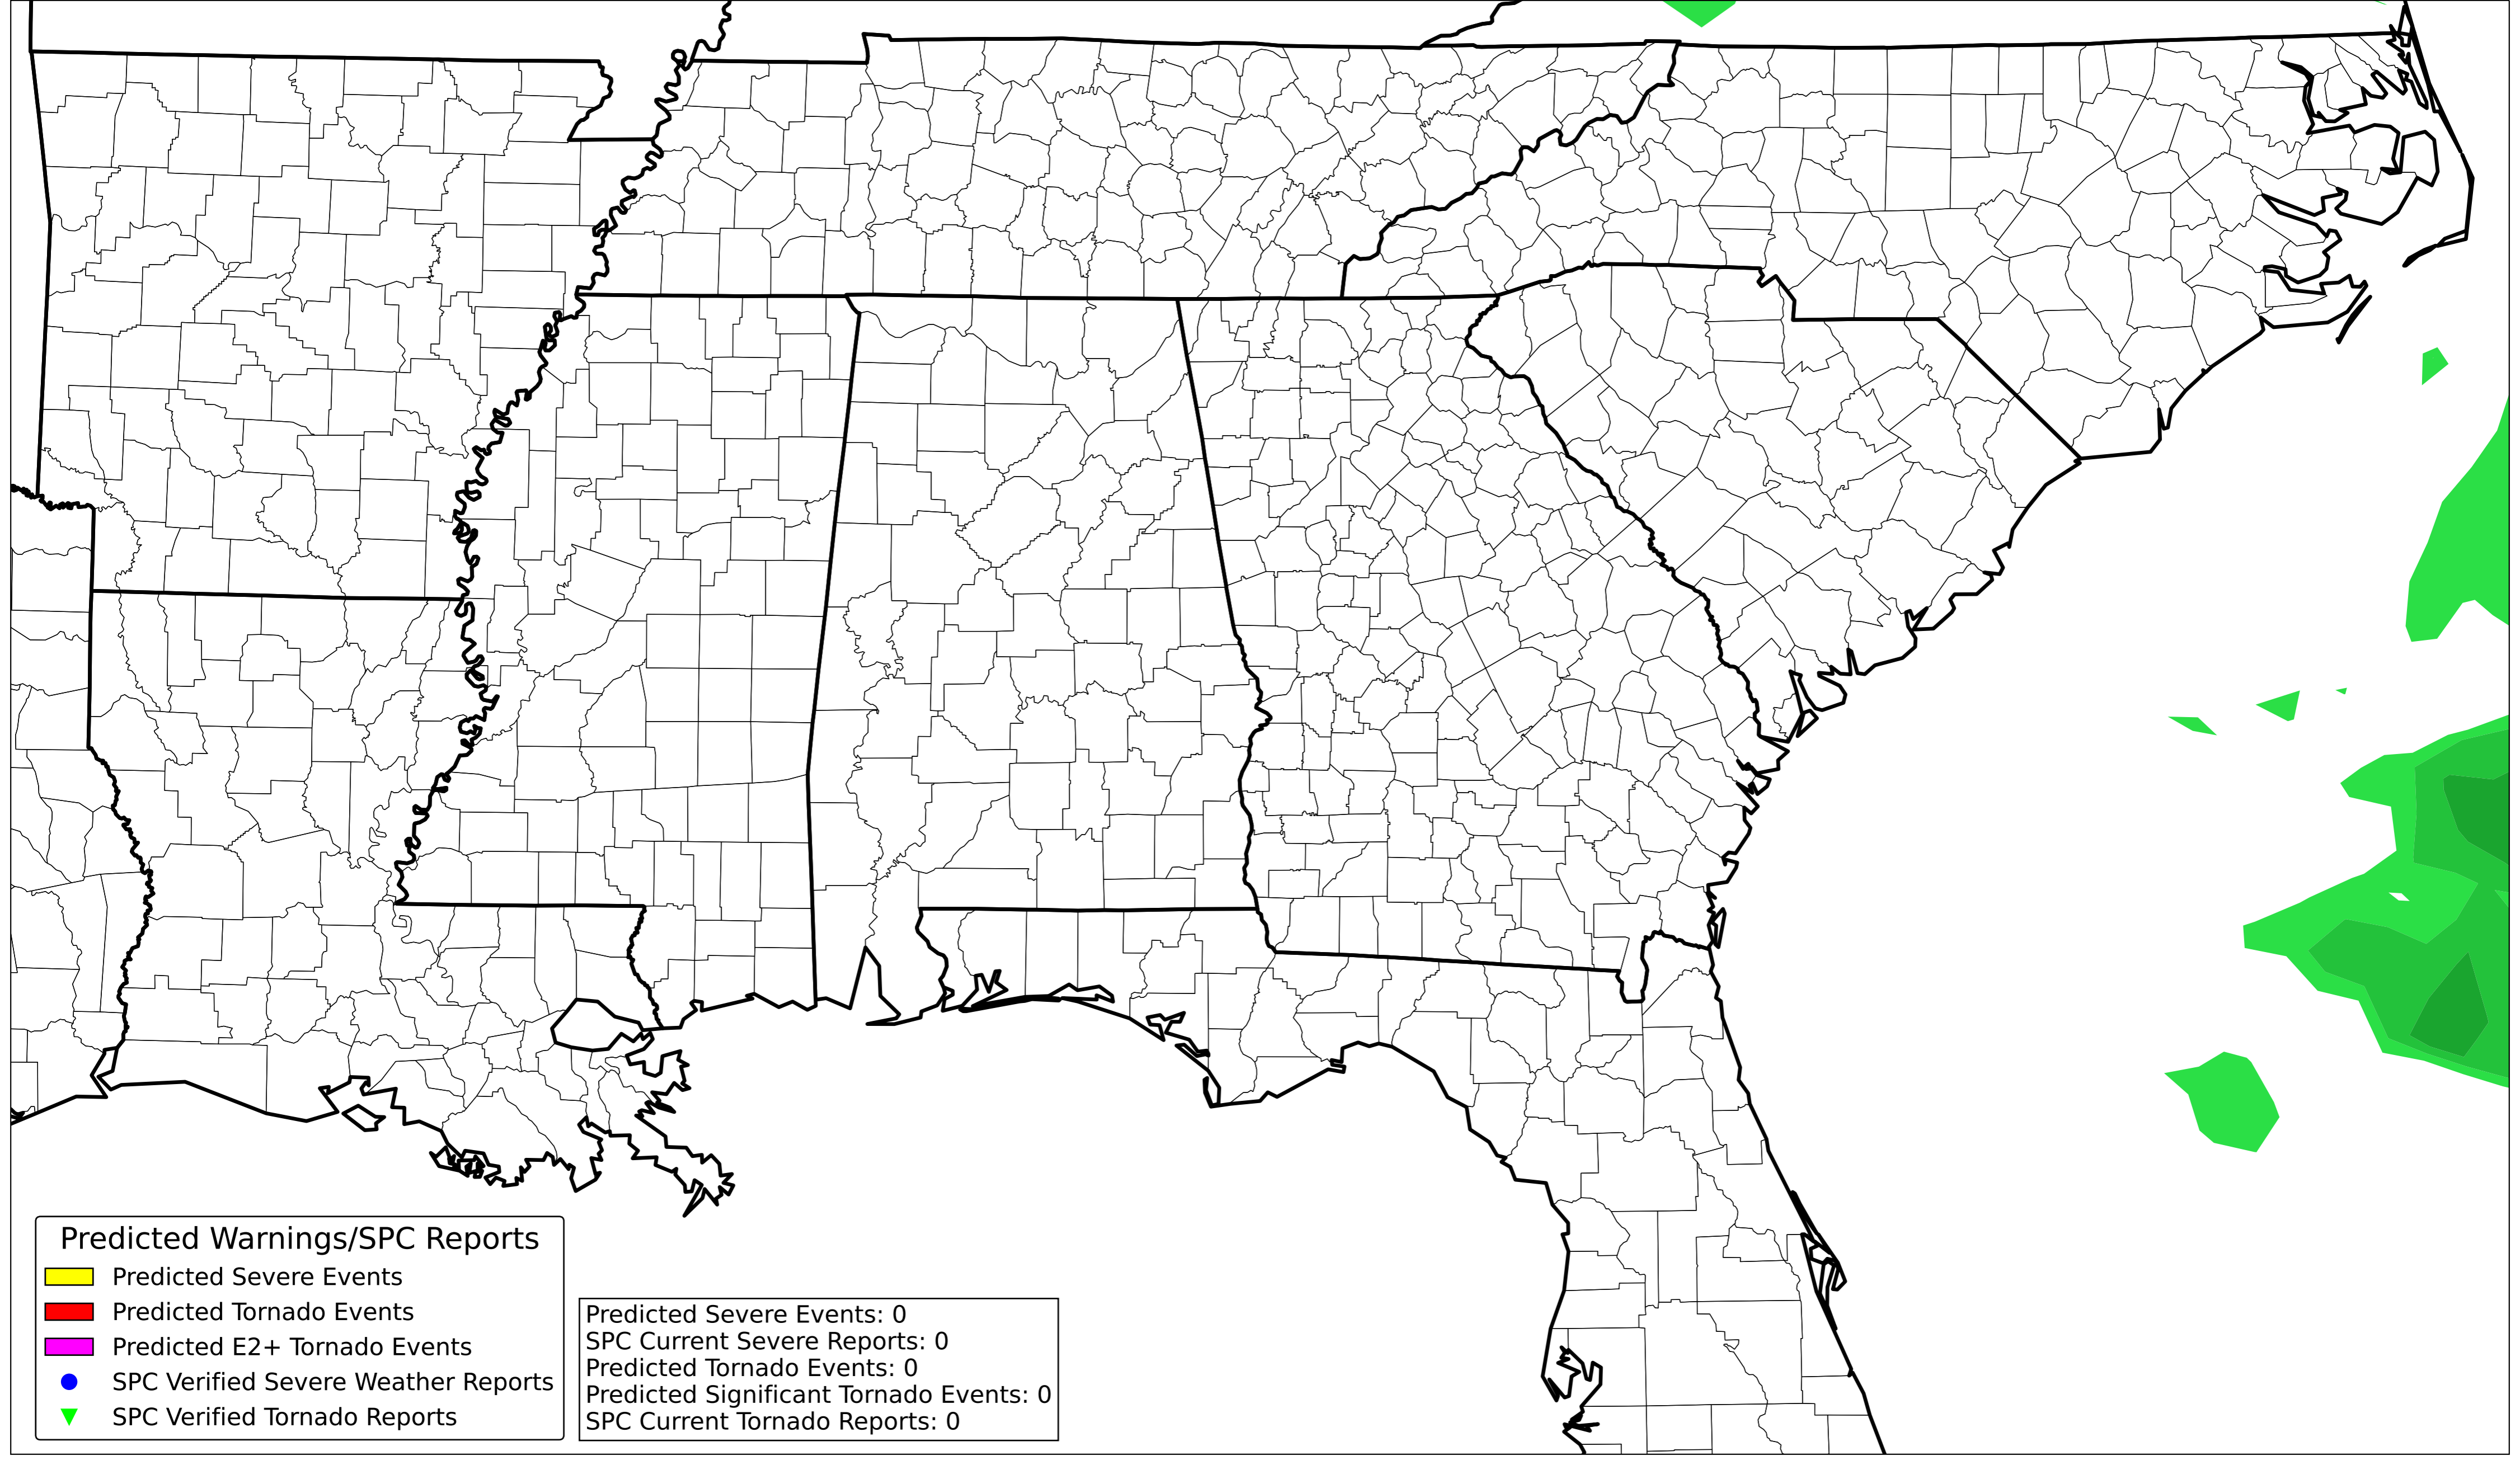 Predicted Warnings/SPC Reports
Predicted Severe Events
Predicted Tornado Events
Predicted E2+ Tornado Events
SPC Verified Severe Weather Reports
SPC Verified Tornado Reports
Predicted Severe Events: 0
SPC Current Severe Reports: 0
Predicted Tornado Events: 0
Predicted Significant Tornado Events: 0
SPC Current Tornado Reports: 0